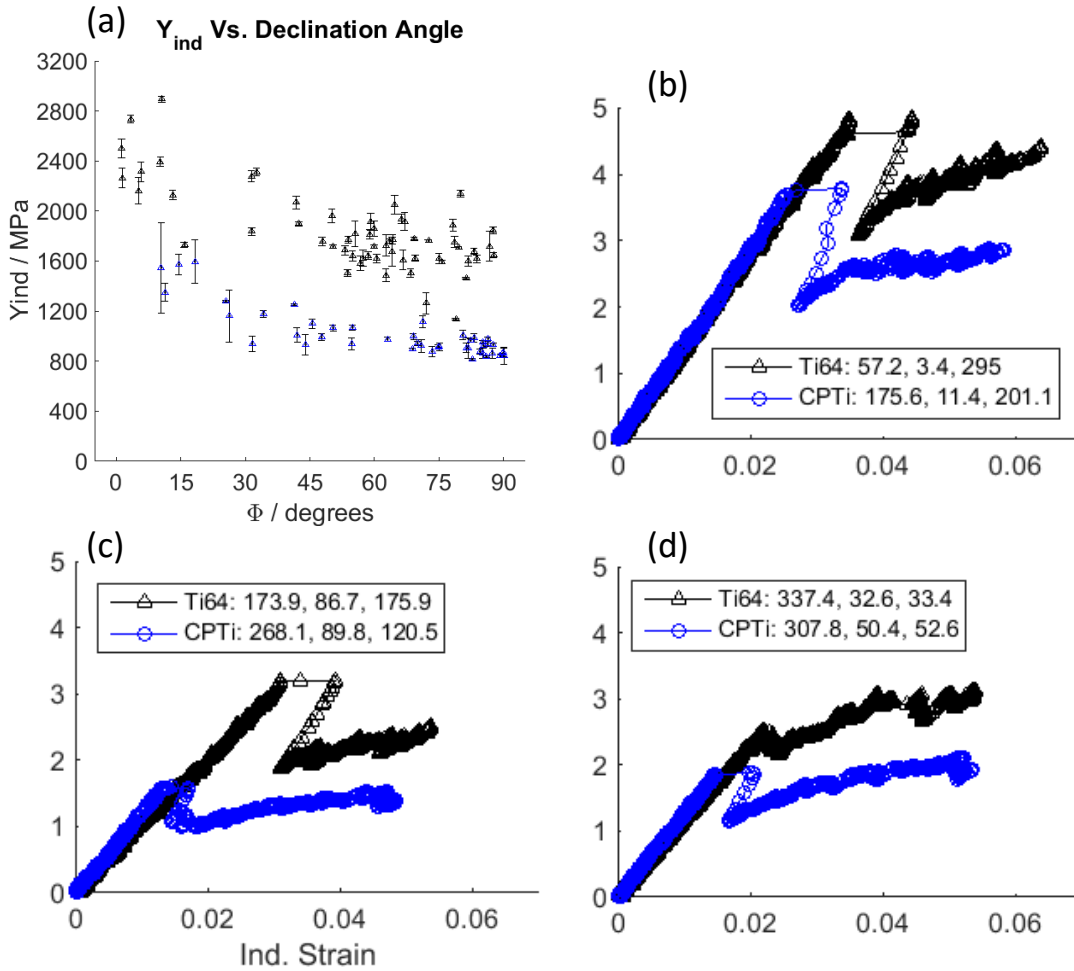 (a)
Y_ind Vs. Declination Angle
3200
2800
2400
2000
1600
1200
800
400
0
Yind / MPa
0 15 30 45 60 75 90
Φ / degrees
(b)
5
4
3
2
1
0
Ti64: 57.2, 3.4, 295
CPTi: 175.6, 11.4, 201.1
0 0.02 0.04 0.06
(c)
5
4
3
2
1
0
Ti64: 173.9, 86.7, 175.9
CPTi: 268.1, 89.8, 120.5
0 0.02 0.04 0.06
Ind. Strain
(d)
5
4
3
2
1
0
Ti64: 337.4, 32.6, 33.4
CPTi: 307.8, 50.4, 52.6
0 0.02 0.04 0.06